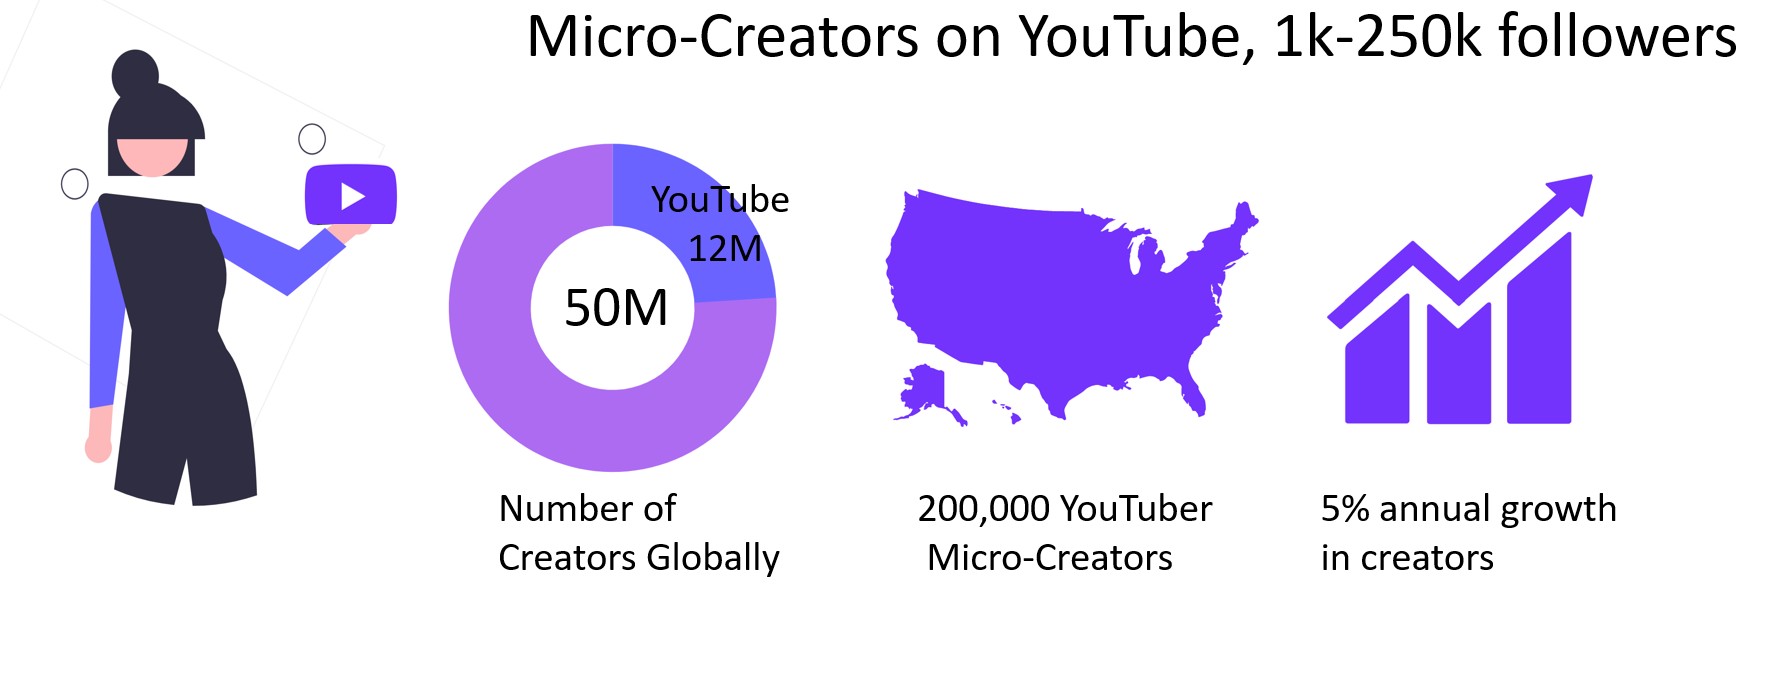 Micro-Creators on YouTube, 1k-250k followers
YouTube
12M
50M
Number of
Creators Globally
200,000 YouTuber
Micro-Creators
5% annual growth
in creators